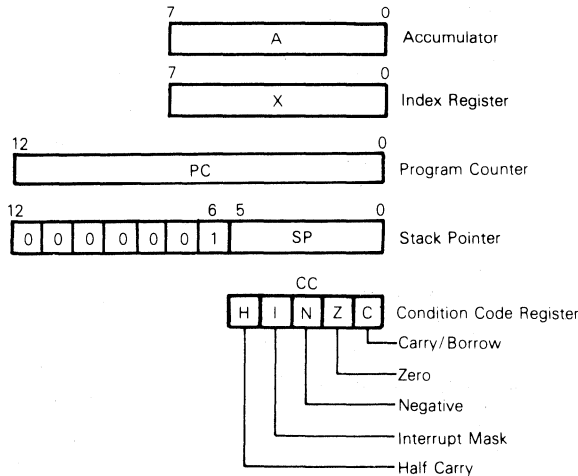 7 0
A Accumulator
7 0
X Index Register
12 0
PC Program Counter
12 6 5 0
0 0 0 0 0 0 1 SP Stack Pointer
CC
H I N Z C Condition Code Register
Carry/Borrow
Zero
Negative
Interrupt Mask
Half Carry